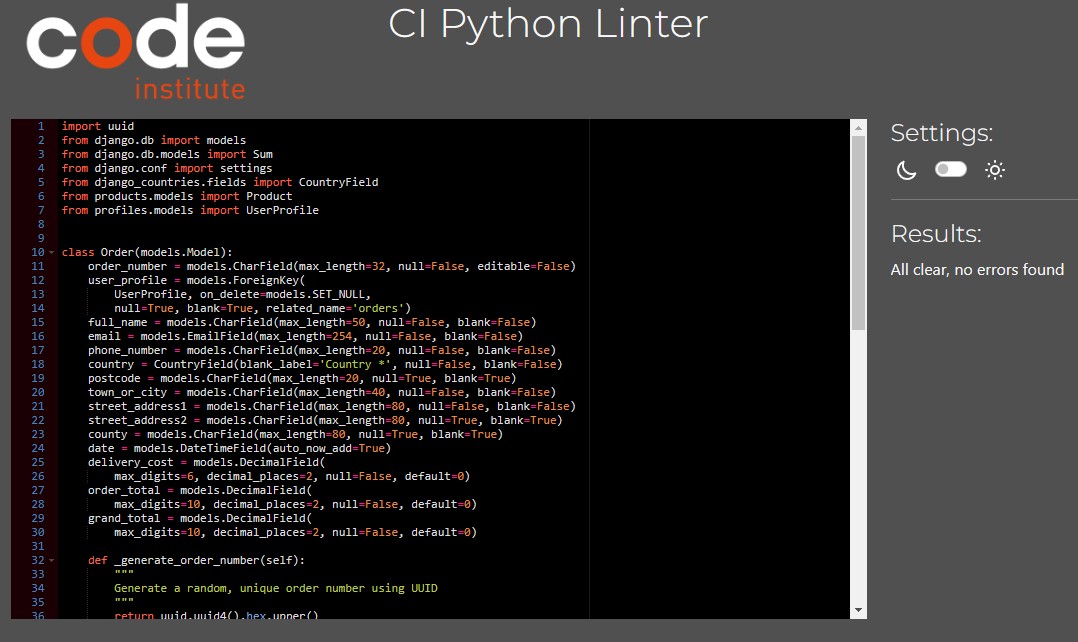 code
institute
CI Python Linter
1 import uuid
2 from django.db import models
3 from django.db.models import Sum
4 from django.conf import settings
5 from django_countries.fields import CountryField
6 from products.models import Product
7 from profiles.models import UserProfile
8
9
10 class Order(models.Model):
11     order_number = models.CharField(max_length=32, null=False, editable=False)
12     user_profile = models.ForeignKey(
13         UserProfile, on_delete=models.SET_NULL,
14         null=True, blank=True, related_name='orders')
15     full_name = models.CharField(max_length=50, null=False, blank=False)
16     email = models.EmailField(max_length=254, null=False, blank=False)
17     phone_number = models.CharField(max_length=20, null=False, blank=False)
18     country = CountryField(blank_label='Country *', null=False, blank=False)
19     postcode = models.CharField(max_length=20, null=True, blank=True)
20     town_or_city = models.CharField(max_length=40, null=False, blank=False)
21     street_address1 = models.CharField(max_length=80, null=False, blank=False)
22     street_address2 = models.CharField(max_length=80, null=True, blank=True)
23     county = models.CharField(max_length=80, null=True, blank=True)
24     date = models.DateTimeField(auto_now_add=True)
25     delivery_cost = models.DecimalField(
26         max_digits=6, decimal_places=2, null=False, default=0)
27     order_total = models.DecimalField(
28         max_digits=10, decimal_places=2, null=False, default=0)
29     grand_total = models.DecimalField(
30         max_digits=10, decimal_places=2, null=False, default=0)
31
32     def _generate_order_number(self):
33         """
34         Generate a random, unique order number using UUID
35         """
36         return uuid.uuid4().hex.upper()
Settings:
Results:
All clear, no errors found